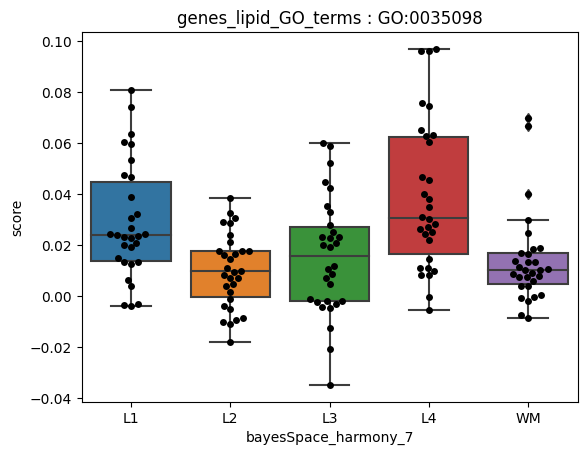 genes_lipid_GO_terms : GO:0035098
0.10
0.08
0.06
0.04
0.02
0.00
−0.02
−0.04
score
L1 L2 L3 L4 WM
bayesSpace_harmony_7